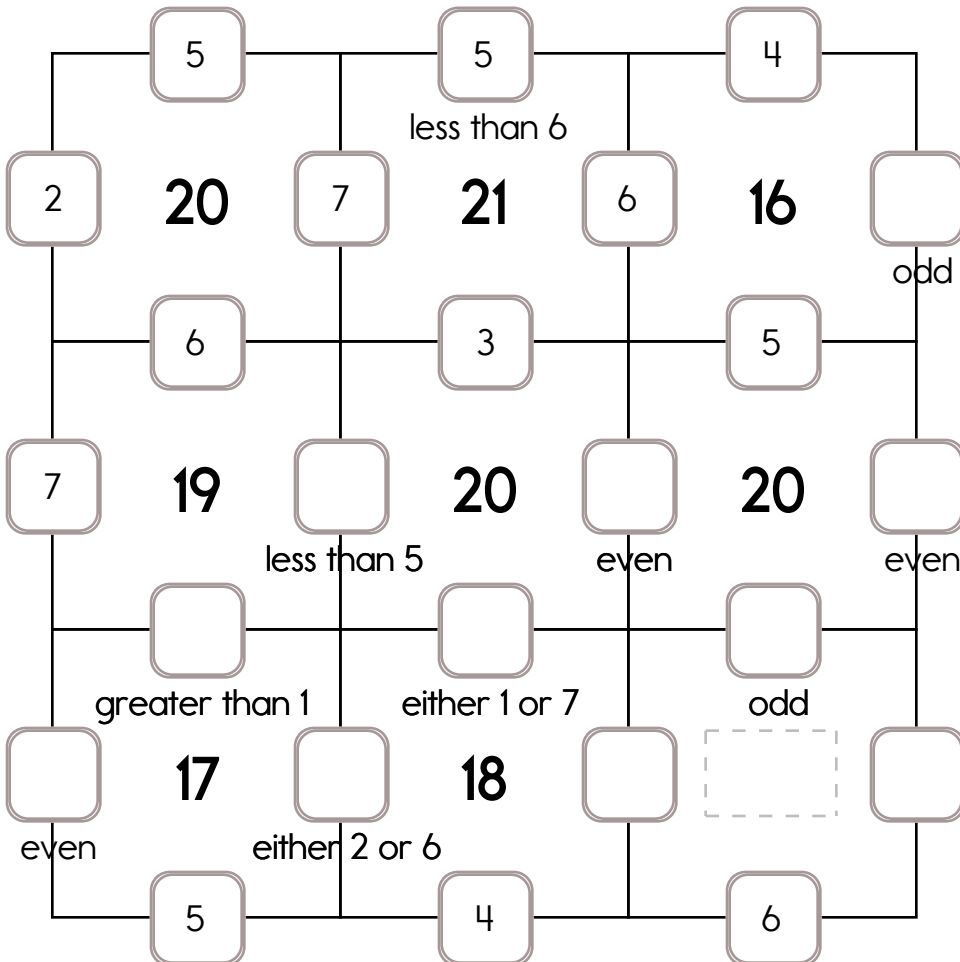 5 5 4
less than 6
2 20 7 21 6 16
odd
6 3 5
7 19 20 20
less than 5 even even
greater than 1 either 1 or 7 odd
17 18
even either 2 or 6
5 4 6